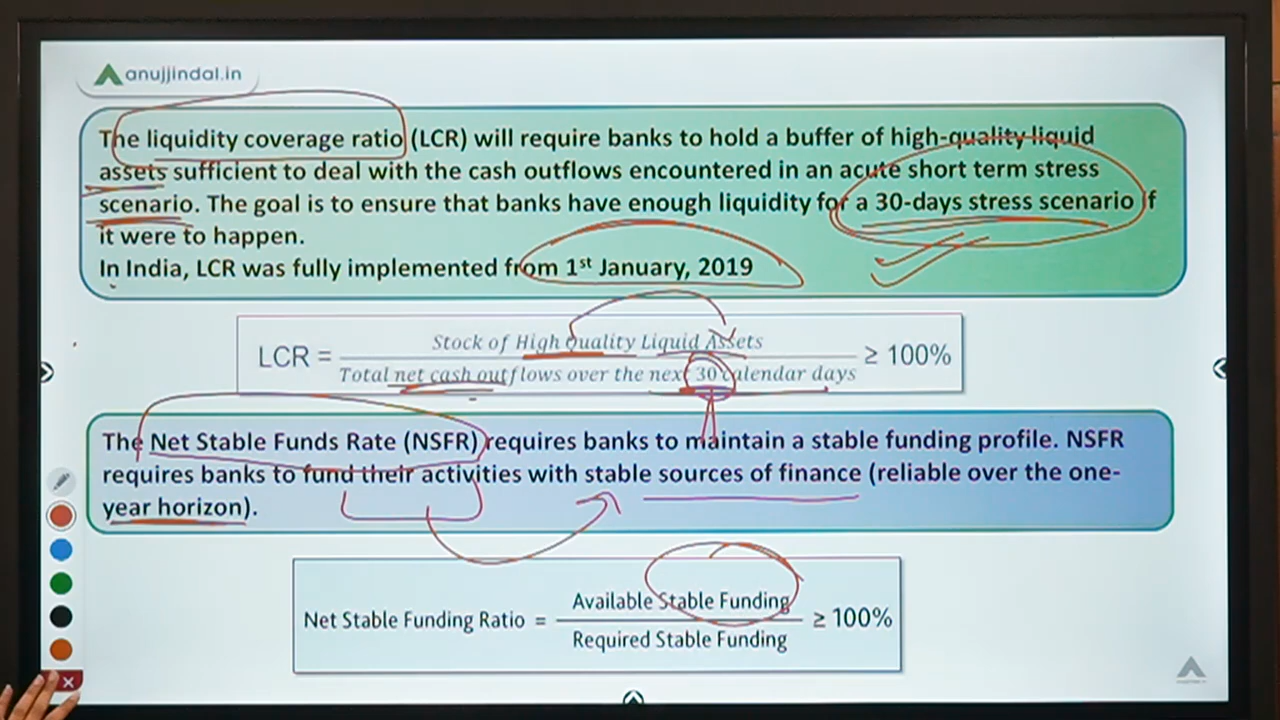 anujjindal.in
The liquidity coverage ratio (LCR) will require banks to hold a buffer of high-quality liquid
assets sufficient to deal with the cash outflows encountered in an acute short term stress
scenario. The goal is to ensure that banks have enough liquidity for a 30-days stress scenario if
it were to happen.
In India, LCR was fully implemented from 1st January, 2019
Stock of High Quality Liquid Assets
LCR = ≥ 100%
Total net cash outflows over the next 30 calendar days
The Net Stable Funds Rate (NSFR) requires banks to maintain a stable funding profile. NSFR
requires banks to fund their activities with stable sources of finance (reliable over the one-
year horizon).
Available Stable Funding
Net Stable Funding Ratio = ≥ 100%
Required Stable Funding